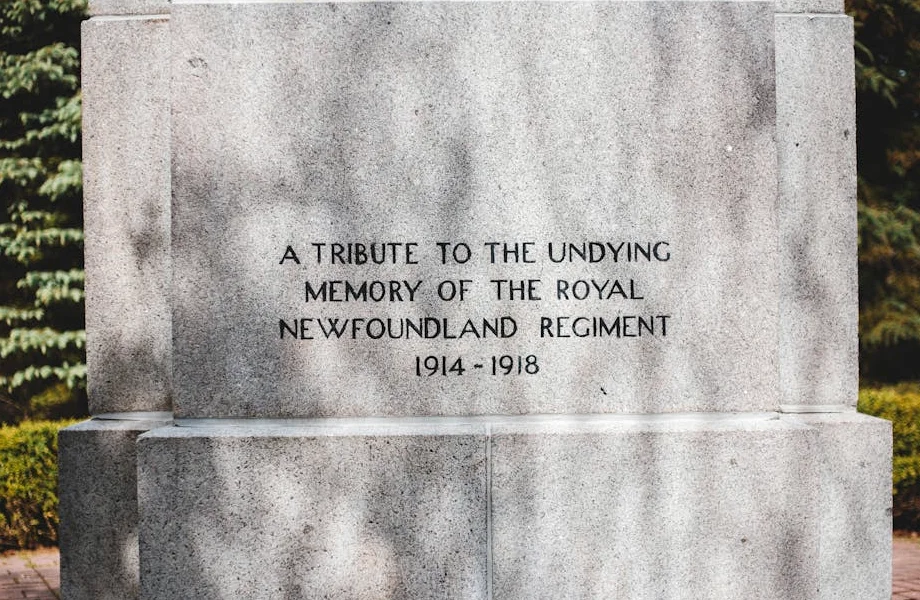 A TRIBUTE TO THE UNDYING
MEMORY OF THE ROYAL
NEWFOUNDLAND REGIMENT
1914 ~ 1918